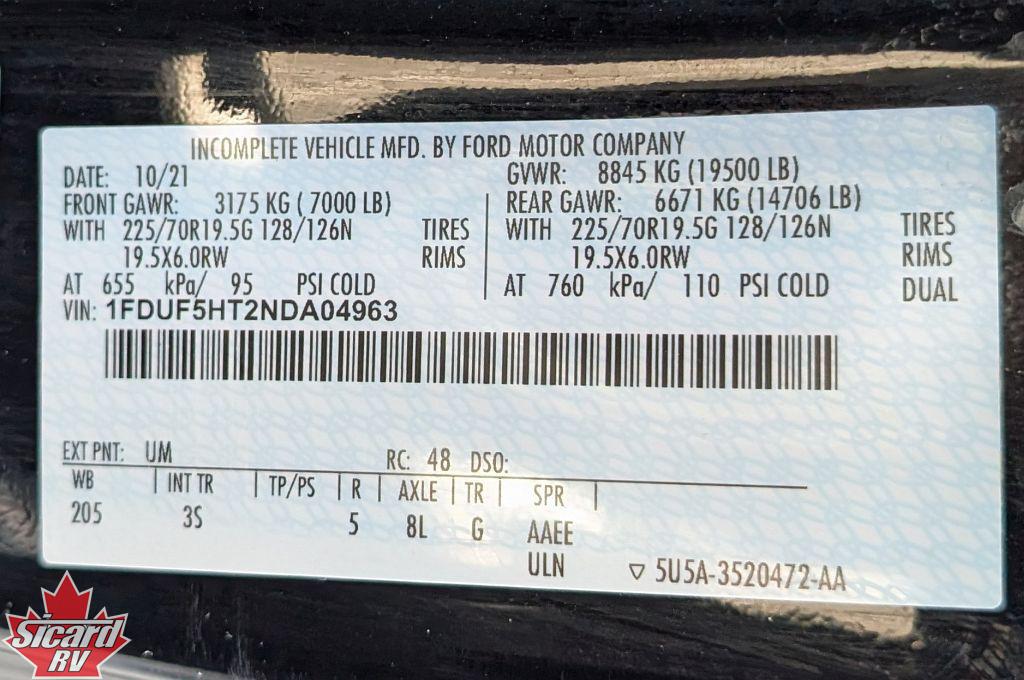 INCOMPLETE VEHICLE MFD. BY FORD MOTOR COMPANY
DATE: 10/21 GVWR: 8845 KG (19500 LB)
FRONT GAWR: 3175 KG ( 7000 LB) REAR GAWR: 6671 KG (14706 LB)
WITH 225/70R19.5G 128/126N TIRES WITH 225/70R19.5G 128/126N TIRES
19.5X6.0RW RIMS 19.5X6.0RW RIMS
AT 655 kPa/ 95 PSI COLD AT 760 kPa/ 110 PSI COLD DUAL
VIN: 1FDUF5HT2NDA04963
EXT PNT: UM RC: 48 DSO:
WB | INT TR | TP/PS | R | AXLE | TR | SPR |
205 3S 5 8L G AAEE
ULN ▽ 5U5A-3520472-AA
Sicard
RV